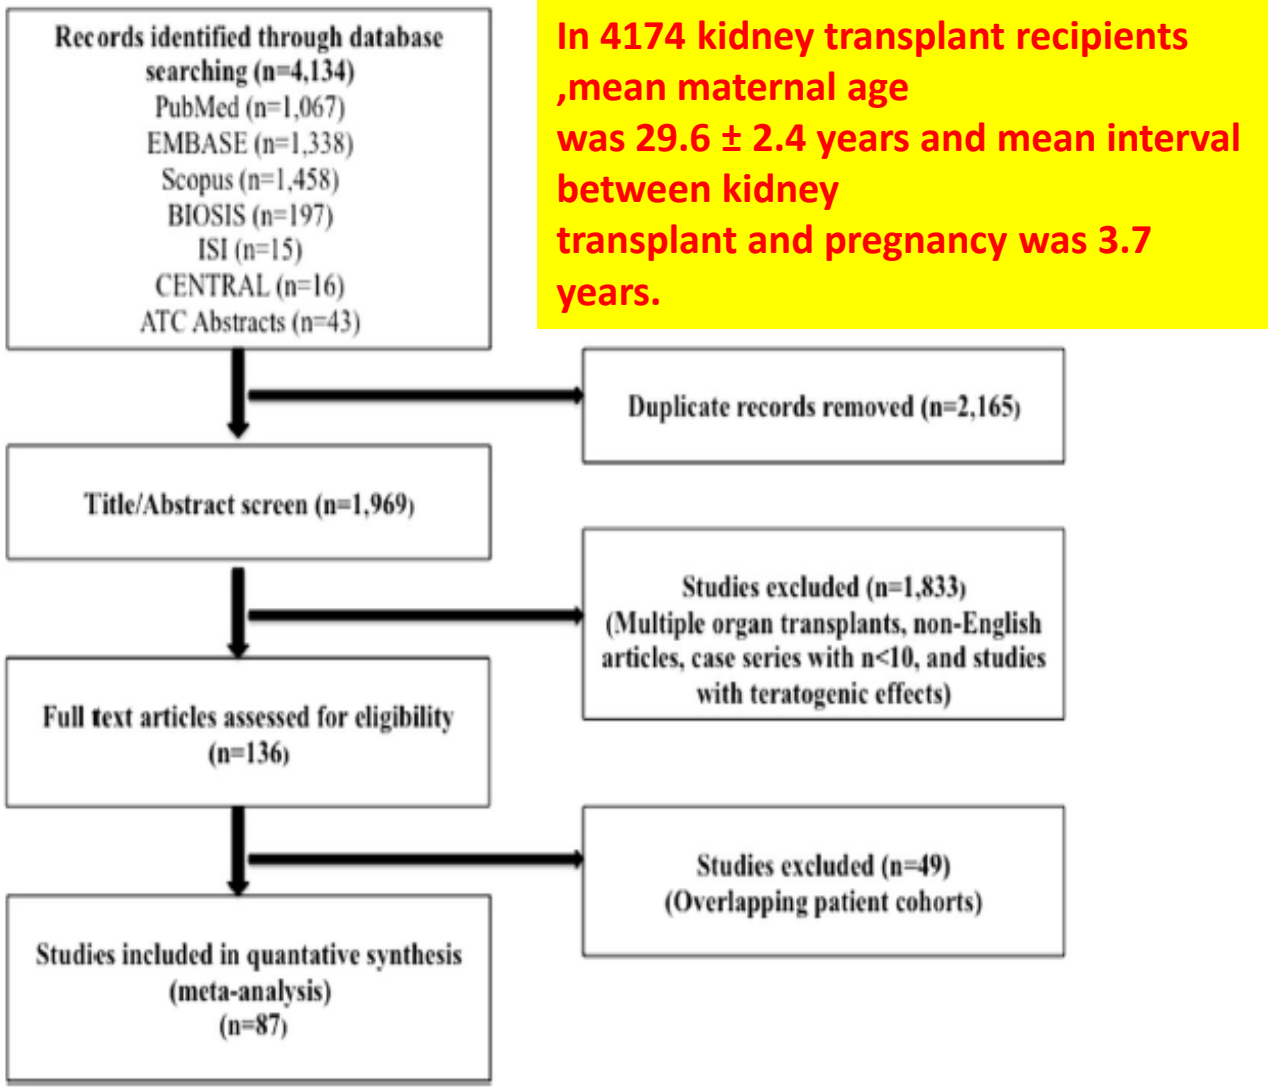 Records identified through database
searching (n=4,134)
PubMed (n=1,067)
EMBASE (n=1,338)
Scopus (n=1,458)
BIOSIS (n=197)
ISI (n=15)
CENTRAL (n=16)
ATC Abstracts (n=43)
In 4174 kidney transplant recipients
,mean maternal age
was 29.6 ± 2.4 years and mean interval
between kidney
transplant and pregnancy was 3.7
years.
Duplicate records removed (n=2,165)
Title/Abstract screen (n=1,969)
Studies excluded (n=1,833)
(Multiple organ transplants, non-English
articles, case series with n<10, and studies
with teratogenic effects)
Full text articles assessed for eligibility
(n=136)
Studies excluded (n=49)
(Overlapping patient cohorts)
Studies included in quantative synthesis
(meta-analysis)
(n=87)